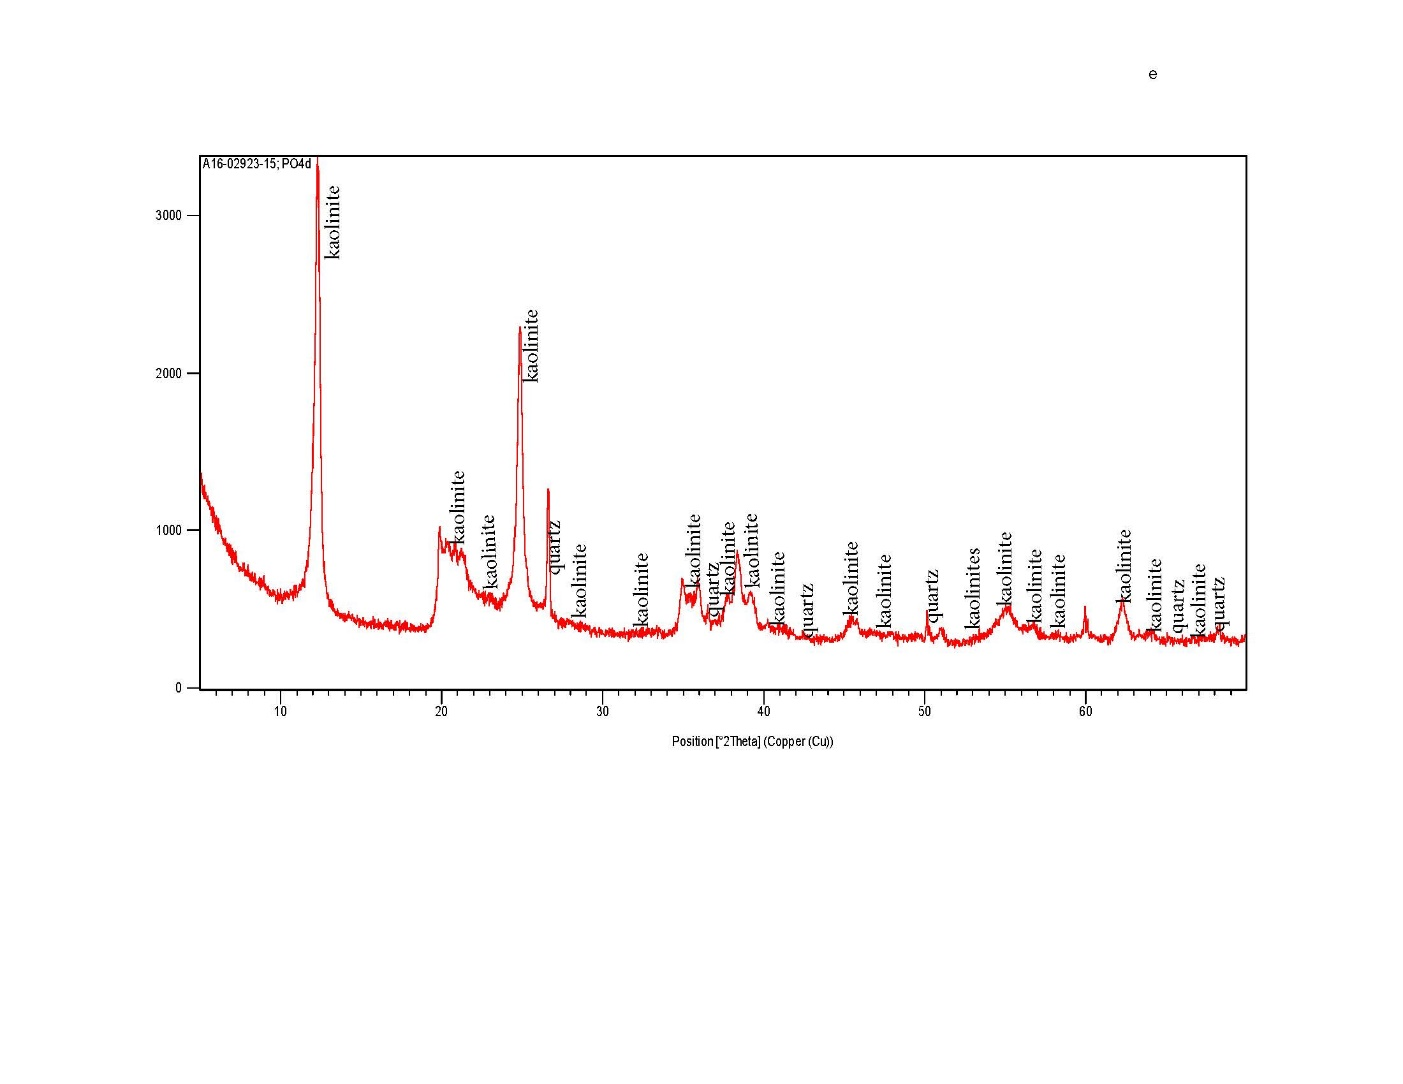 e
A16-02923-15; PO4d
3000
2000
1000
0
kaolinite
kaolinite
kaolinite
kaolinite
quartz
kaolinite
kaolinite
kaolinite
quartz
kaolinite
kaolinite
kaolinite
quartz
kaolinite
kaolinite
quartz
kaolinites
kaolinite
kaolinite
kaolinite
kaolinite
kaolinite
quartz
kaolinite
quartz
10 20 30 40 50 60
Position [°2Theta] (Copper (Cu))